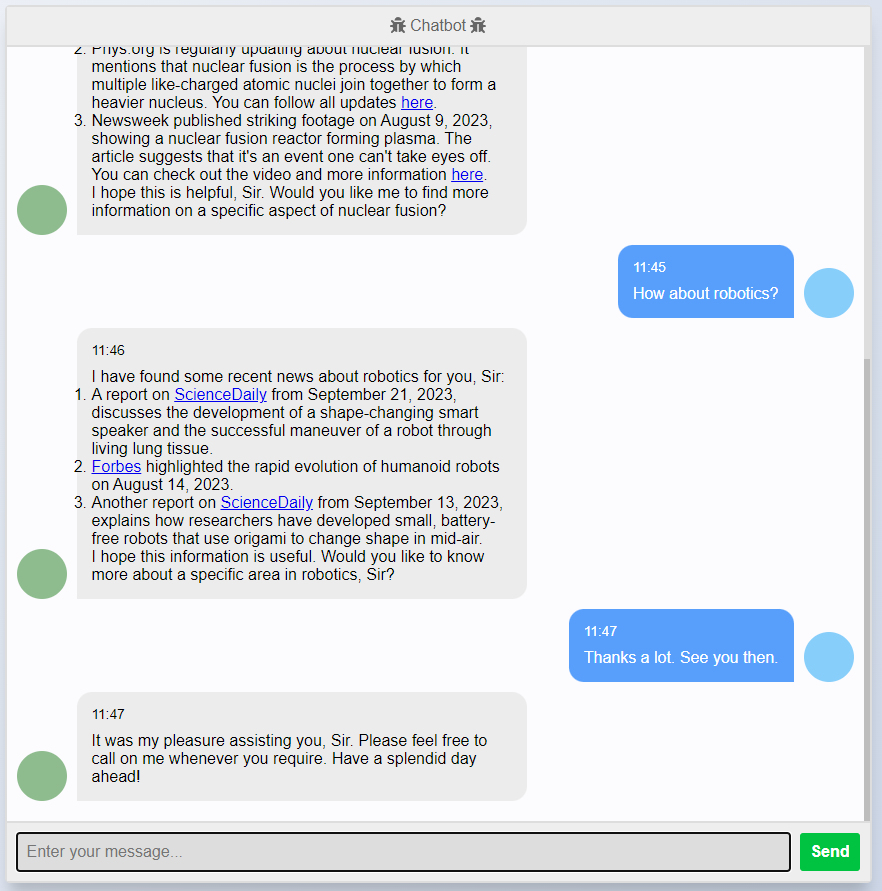 Chatbot
2. Phys.org is regularly updating about nuclear fusion. It
mentions that nuclear fusion is the process by which
multiple like-charged atomic nuclei join together to form a
heavier nucleus. You can follow all updates here.
3. Newsweek published striking footage on August 9, 2023,
showing a nuclear fusion reactor forming plasma. The
article suggests that it's an event one can't take eyes off.
You can check out the video and more information here.
I hope this is helpful, Sir. Would you like me to find more
information on a specific aspect of nuclear fusion?
11:45
How about robotics?
11:46
I have found some recent news about robotics for you, Sir:
1. A report on ScienceDaily from September 21, 2023,
discusses the development of a shape-changing smart
speaker and the successful maneuver of a robot through
living lung tissue.
2. Forbes highlighted the rapid evolution of humanoid robots
on August 14, 2023.
3. Another report on ScienceDaily from September 13, 2023,
explains how researchers have developed small, battery-
free robots that use origami to change shape in mid-air.
I hope this information is useful. Would you like to know
more about a specific area in robotics, Sir?
11:47
Thanks a lot. See you then.
11:47
It was my pleasure assisting you, Sir. Please feel free to
call on me whenever you require. Have a splendid day
ahead!
Enter your message...
Send